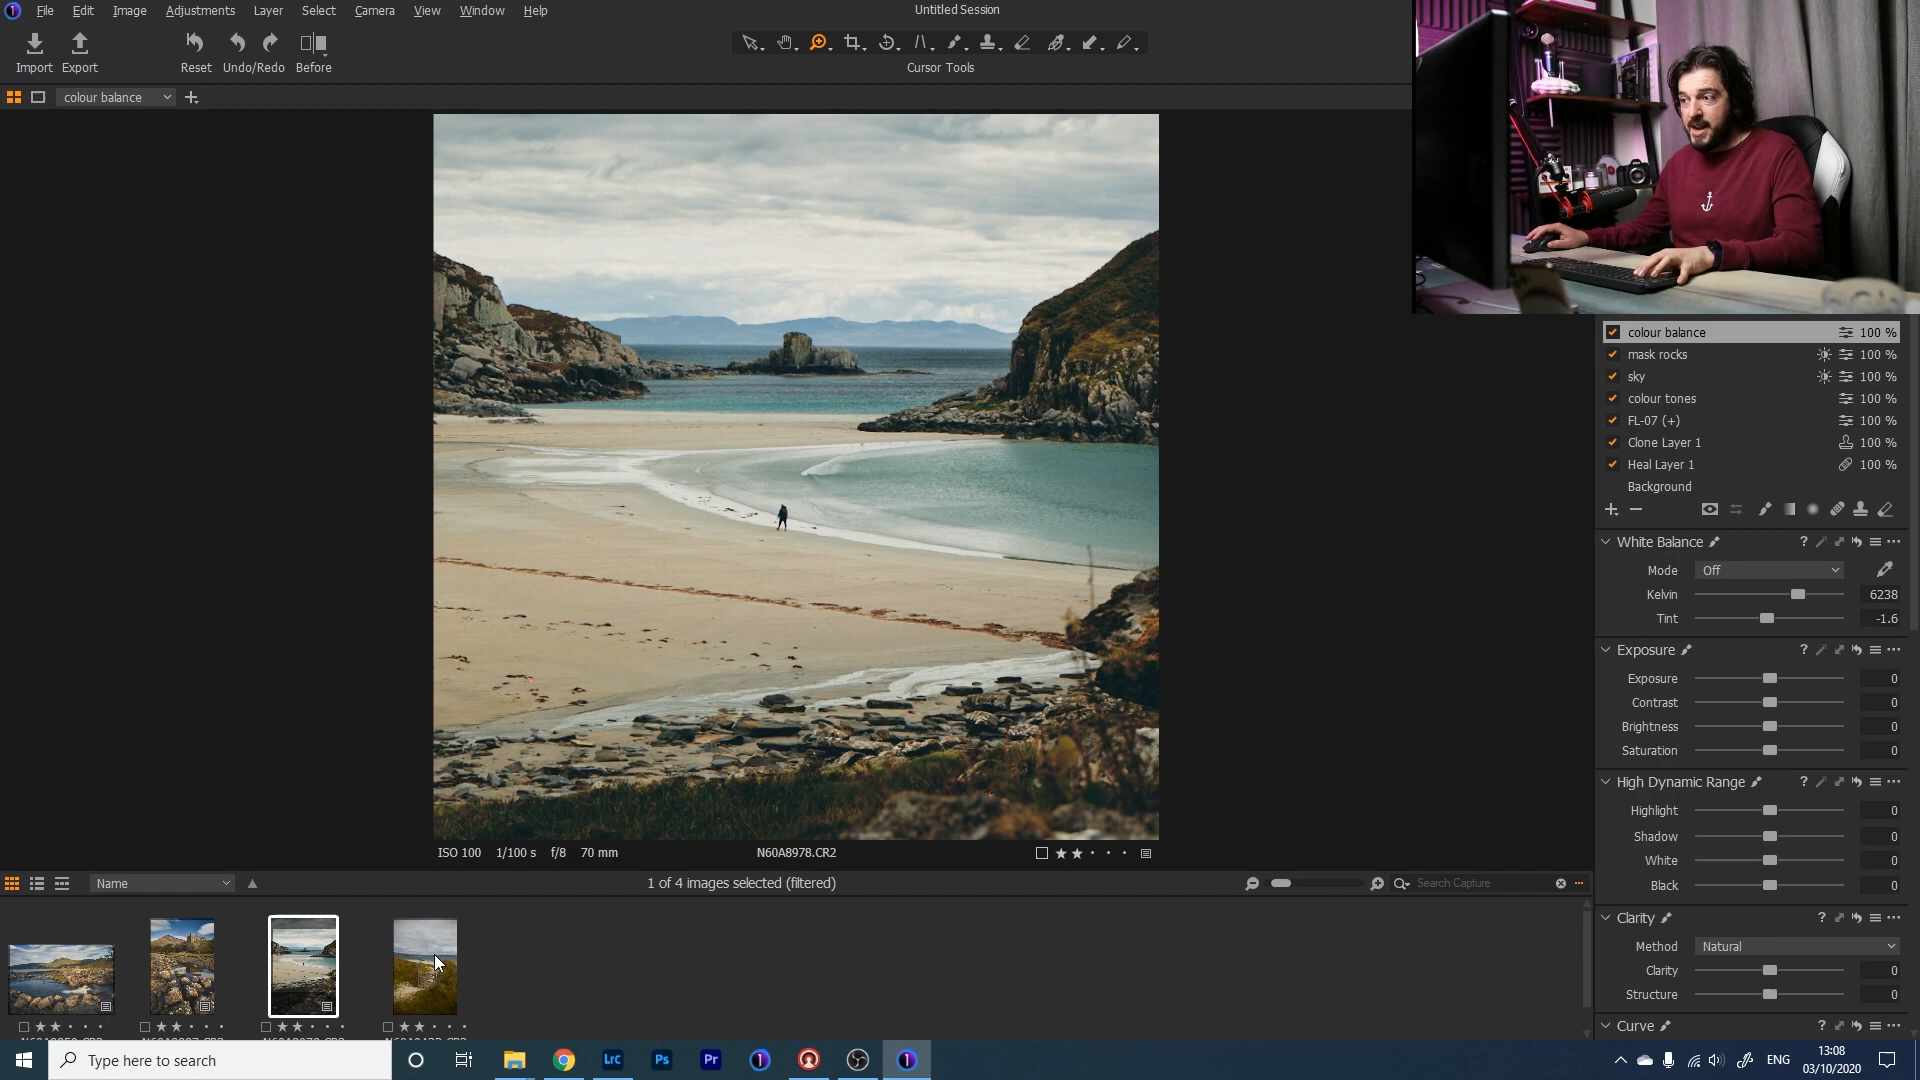 File Edit Image Adjustments Layer Select Camera View Window Help
Untitled Session
Import Export Reset Undo/Redo Before
Cursor Tools
colour balance
colour balance 100 %
mask rocks 100 %
sky 100 %
colour tones 100 %
FL-07 (+) 100 %
Clone Layer 1 100 %
Heal Layer 1 100 %
Background
White Balance
Mode Off
Kelvin 6238
Tint -1.6
Exposure
Exposure 0
Contrast 0
Brightness 0
Saturation 0
High Dynamic Range
Highlight 0
Shadow 0
White 0
Black 0
Clarity
Method Natural
Clarity 0
Structure 0
Curve
ISO 100 1/100 s f/8 70 mm
N60A8978.CR2
Name
1 of 4 images selected (filtered)
Search Capture
Type here to search
Lrc
Ps
Pr
ENG
13:08
03/10/2020